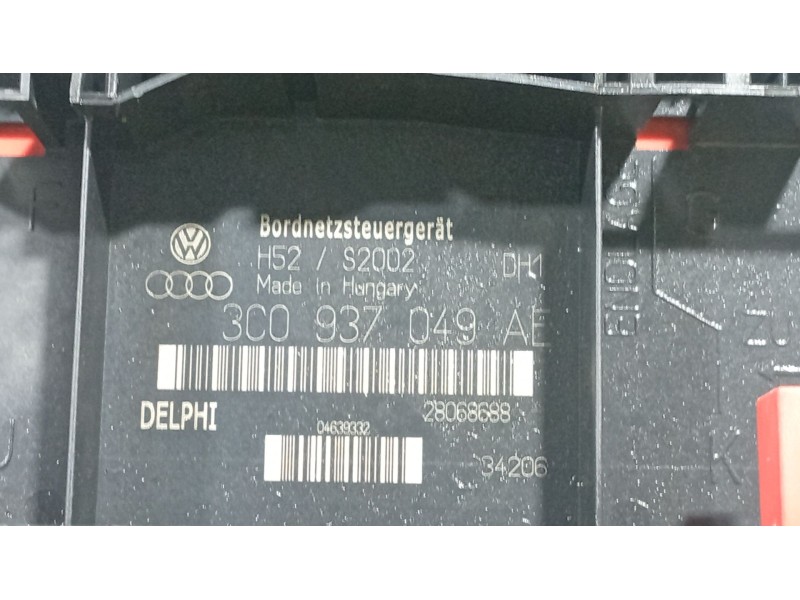 Bordnetzsteuergerät
H52 / S2002 DH1
Made in Hungary
3C0 937 049 AE
DELPHI 28068688
04639332
34206
G
K